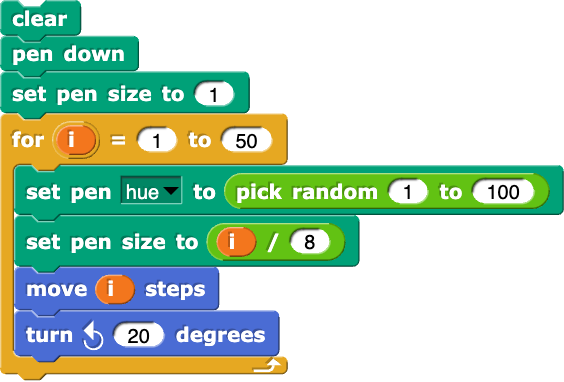 clear
pen down
set pen size to 1
for i = 1 to 50
set pen hue to pick random 1 to 100
set pen size to i / 8
move i steps
turn 20 degrees